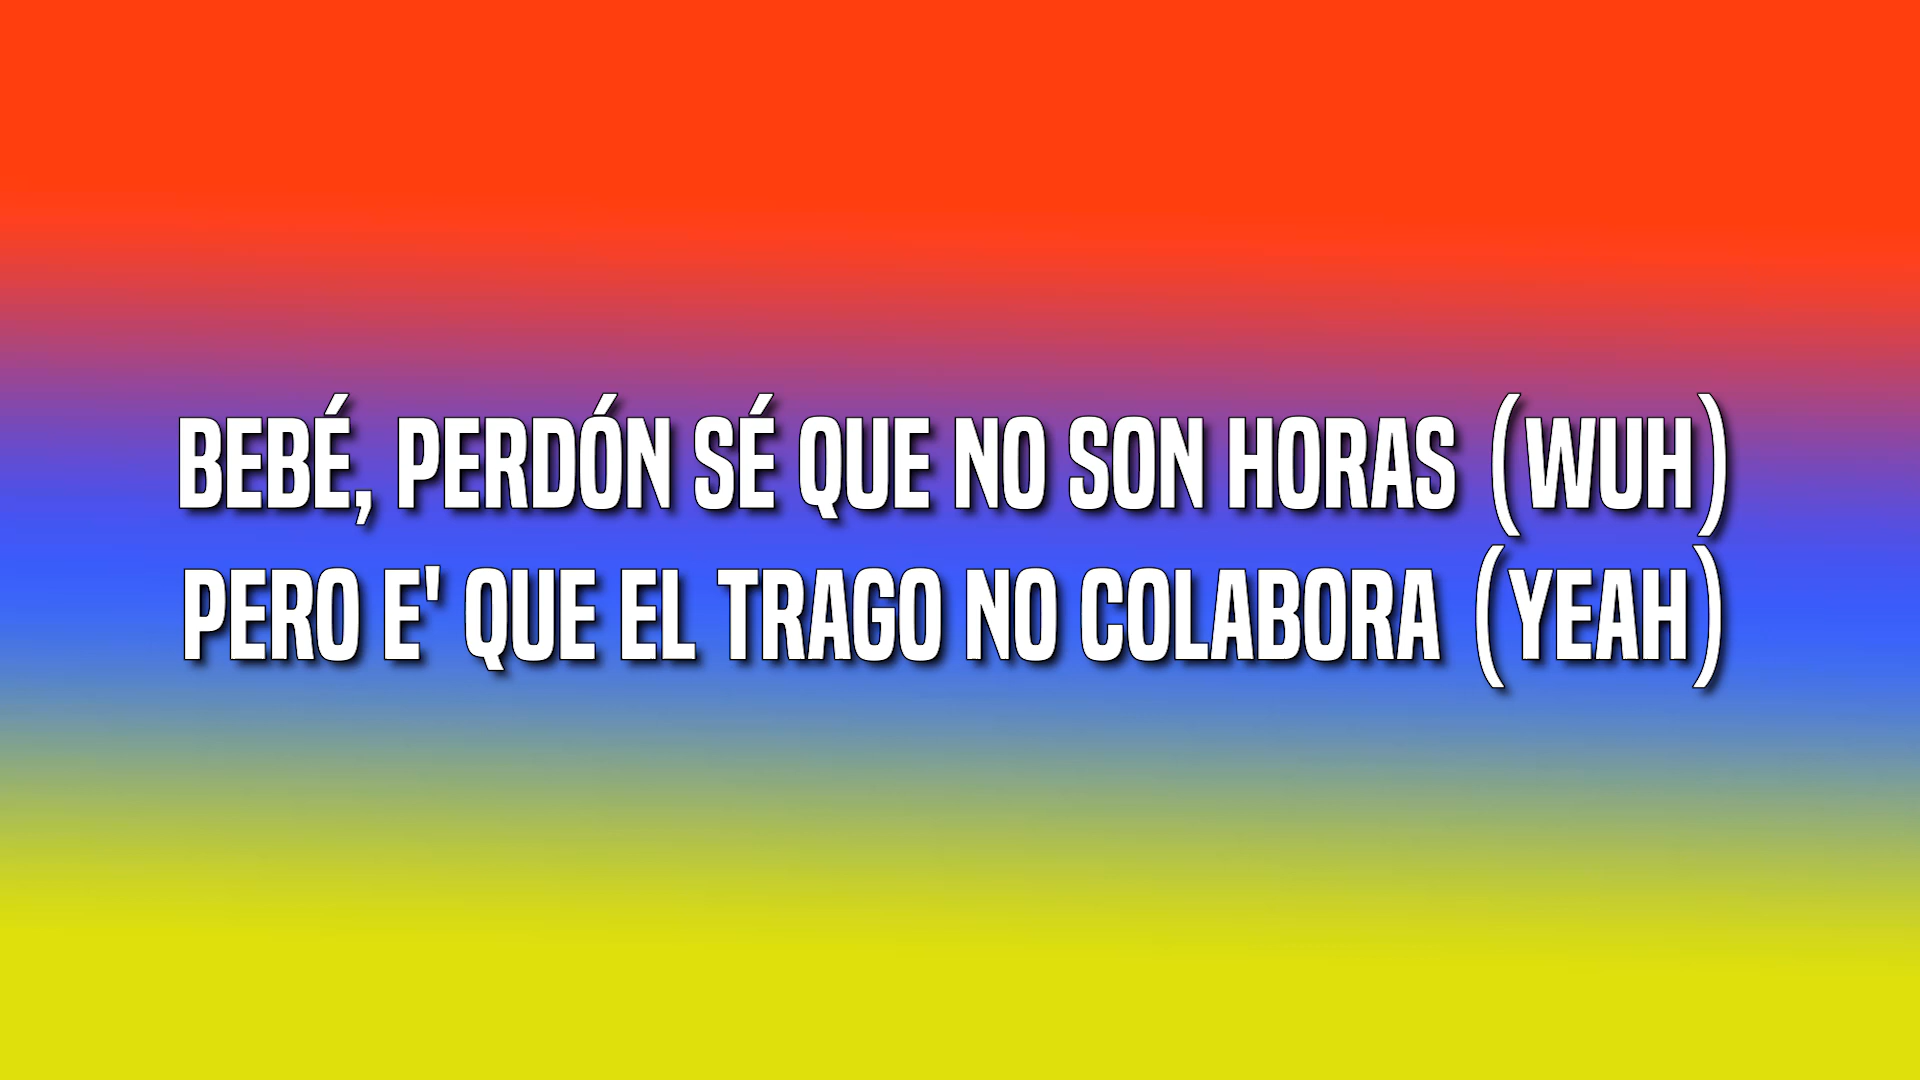 BEBÉ, PERDÓN SÉ QUE NO SON HORAS (WUH)
PERO E' QUE EL TRAGO NO COLABORA (YEAH)